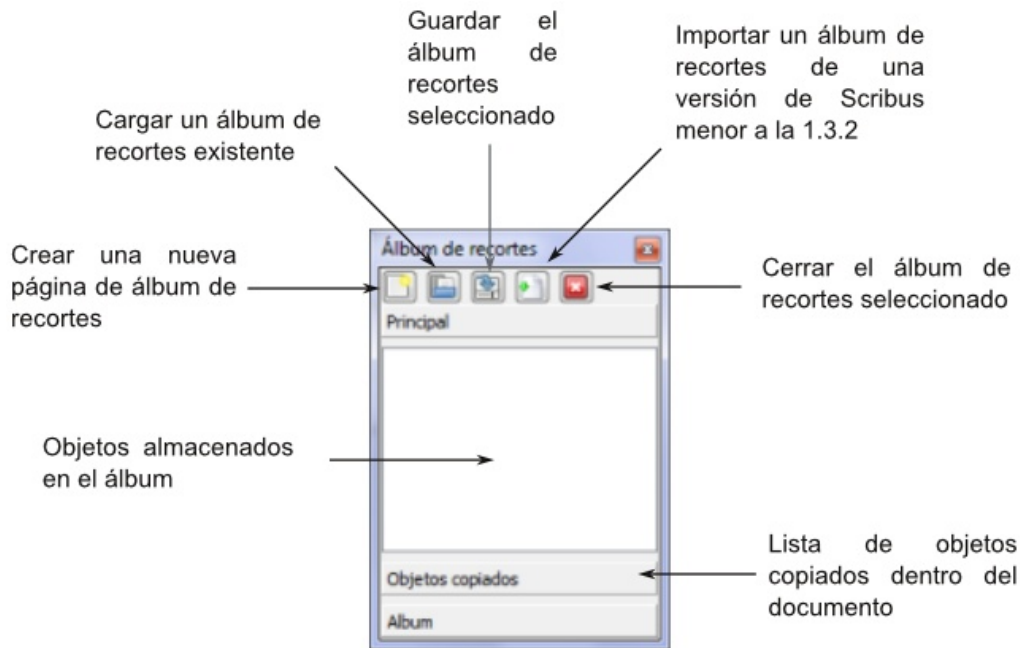 Guardar el
álbum de
recortes
seleccionado
Importar un álbum de
recortes de una
versión de Scribus
menor a la 1.3.2
Cargar un álbum de
recortes existente
Crear una nueva
página de álbum de
recortes
Álbum de recortes
Cerrar el álbum de
recortes seleccionado
Principal
Objetos almacenados
en el álbum
Lista de objetos
copiados dentro del
documento
Objetos copiados
Album